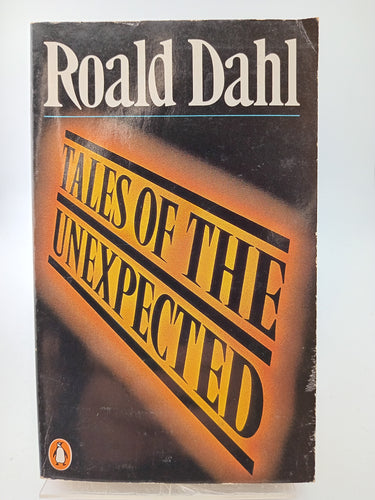 Roald Dahl
TALES OF THE
UNEXPECTED